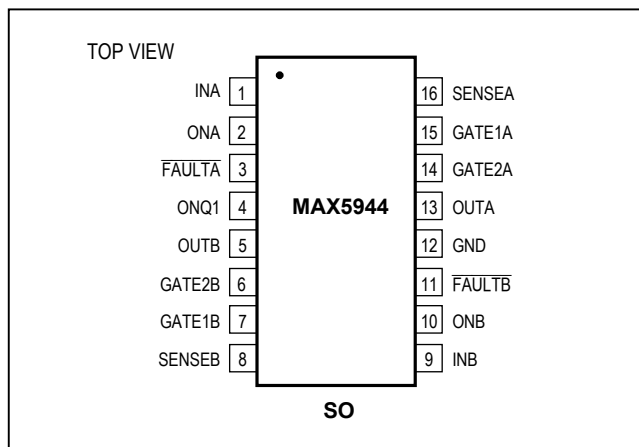 TOP VIEW
INA 1
ONA 2
FAULTA 3
ONQ1 4
OUTB 5
GATE2B 6
GATE1B 7
SENSEB 8
MAX5944
16 SENSEA
15 GATE1A
14 GATE2A
13 OUTA
12 GND
11 FAULTB
10 ONB
9 INB
SO